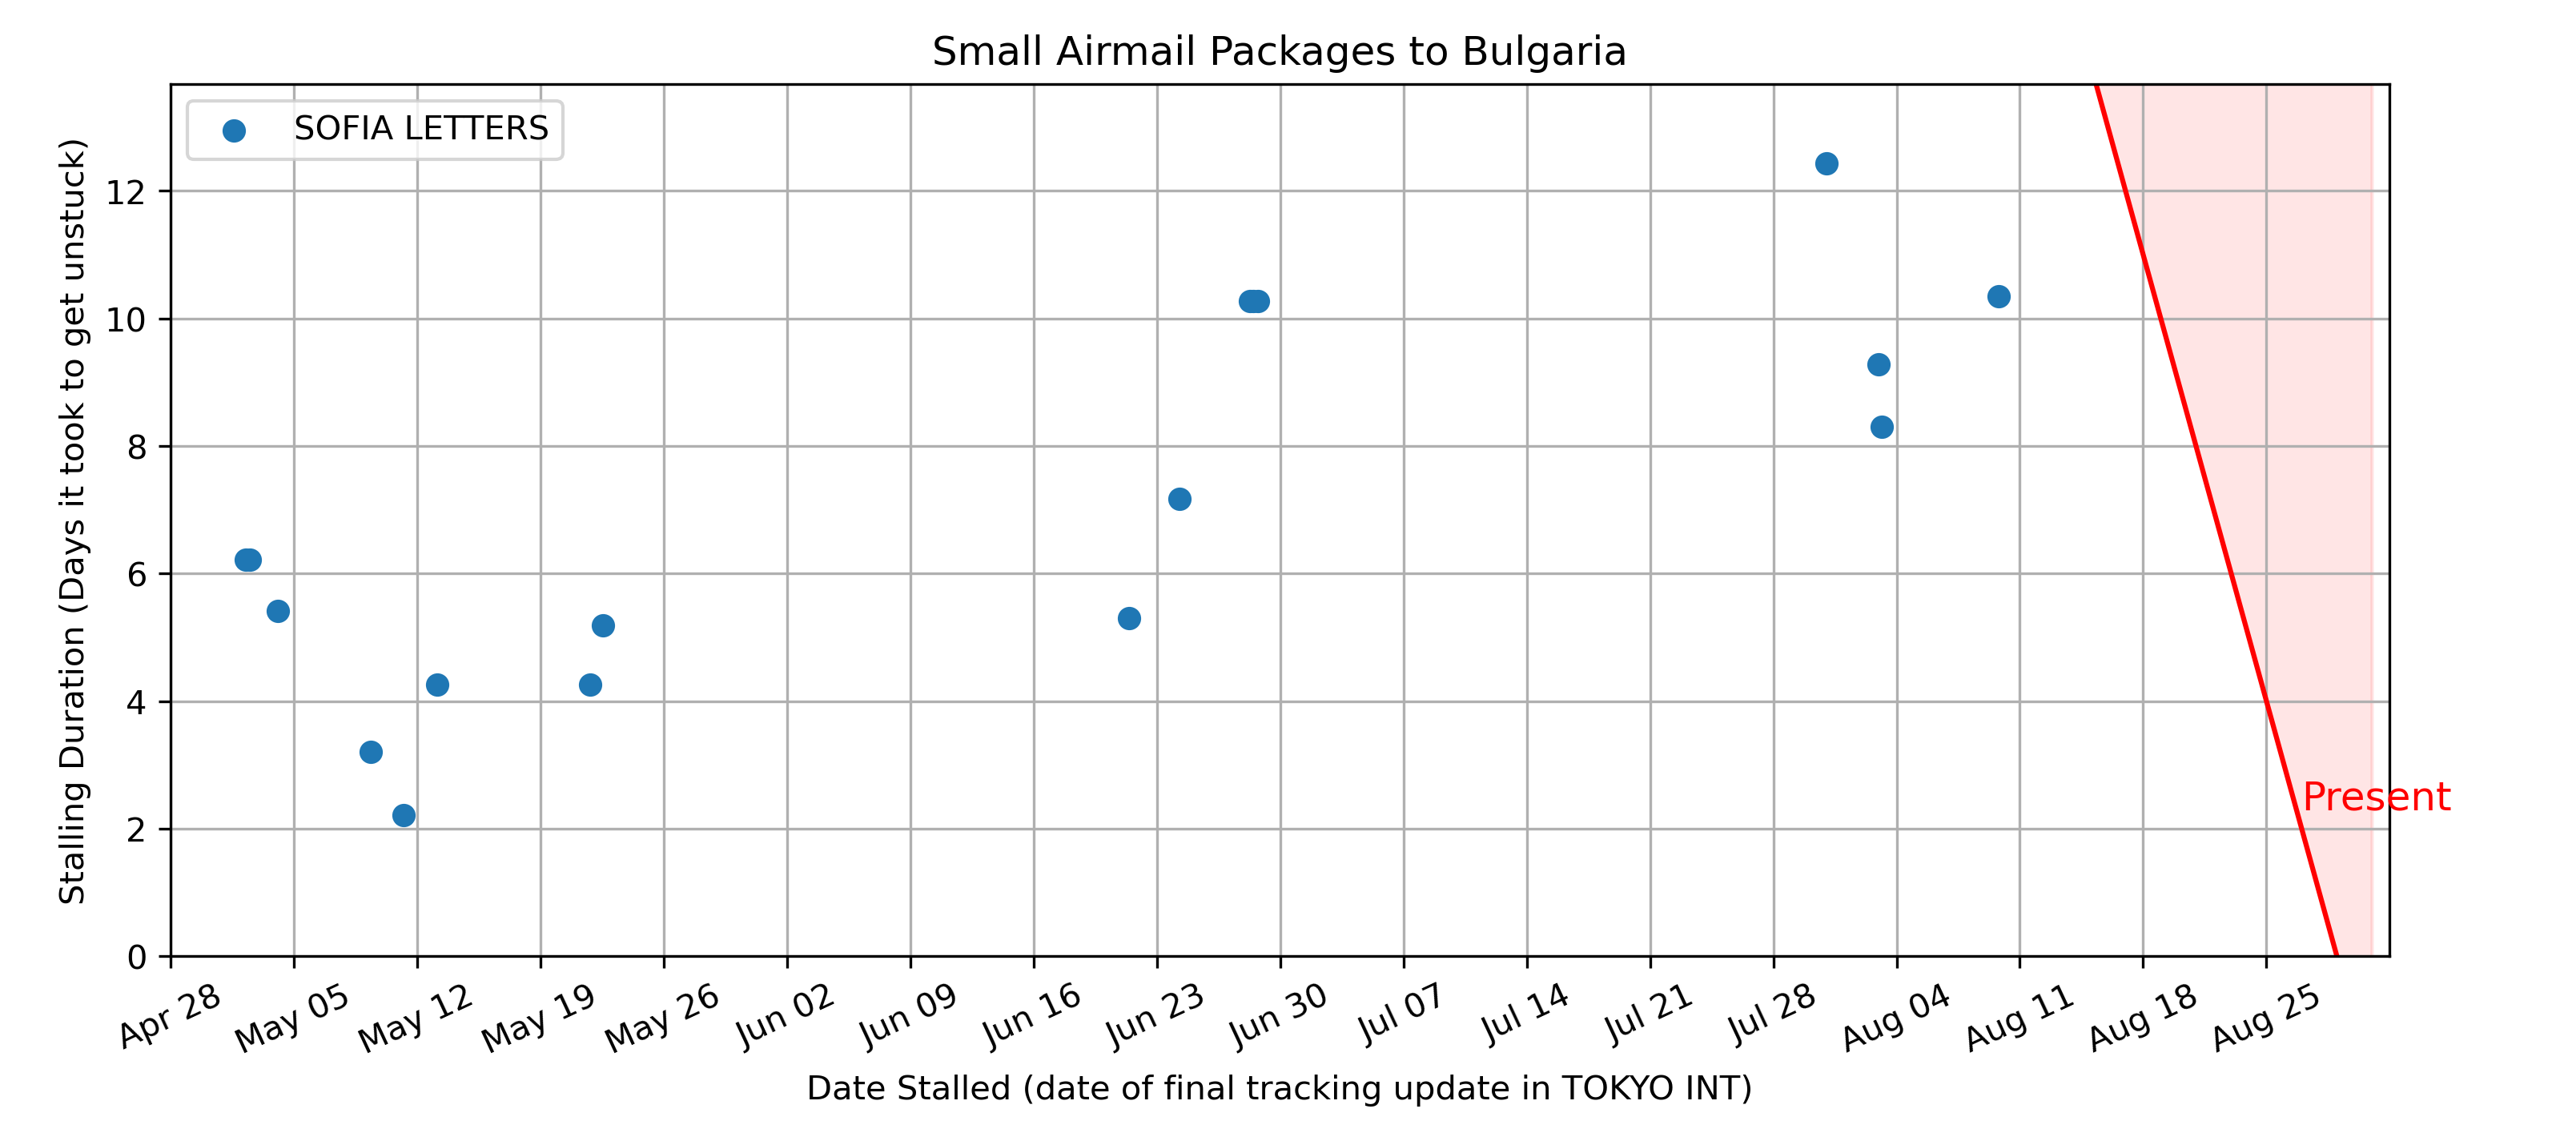 Small Airmail Packages to Bulgaria
SOFIA LETTERS
Stalling Duration (Days it took to get unstuck)
12
10
8
6
4
2
0
Present
Apr 28
May 05
May 12
May 19
May 26
Jun 02
Jun 09
Jun 16
Jun 23
Jun 30
Jul 07
Jul 14
Jul 21
Jul 28
Aug 04
Aug 11
Aug 18
Aug 25
Date Stalled (date of final tracking update in TOKYO INT)